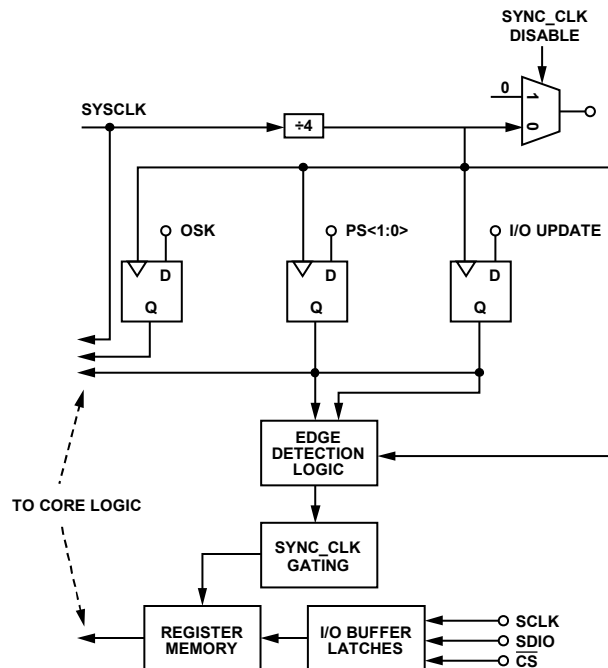 SYNC_CLK
DISABLE
0
1
0
SYSCLK
÷4
OSK
PS<1:0>
I/O UPDATE
D
Q
D
Q
D
Q
EDGE
DETECTION
LOGIC
TO CORE LOGIC
SYNC_CLK
GATING
REGISTER
MEMORY
I/O BUFFER
LATCHES
SCLK
SDIO
C̅S̅